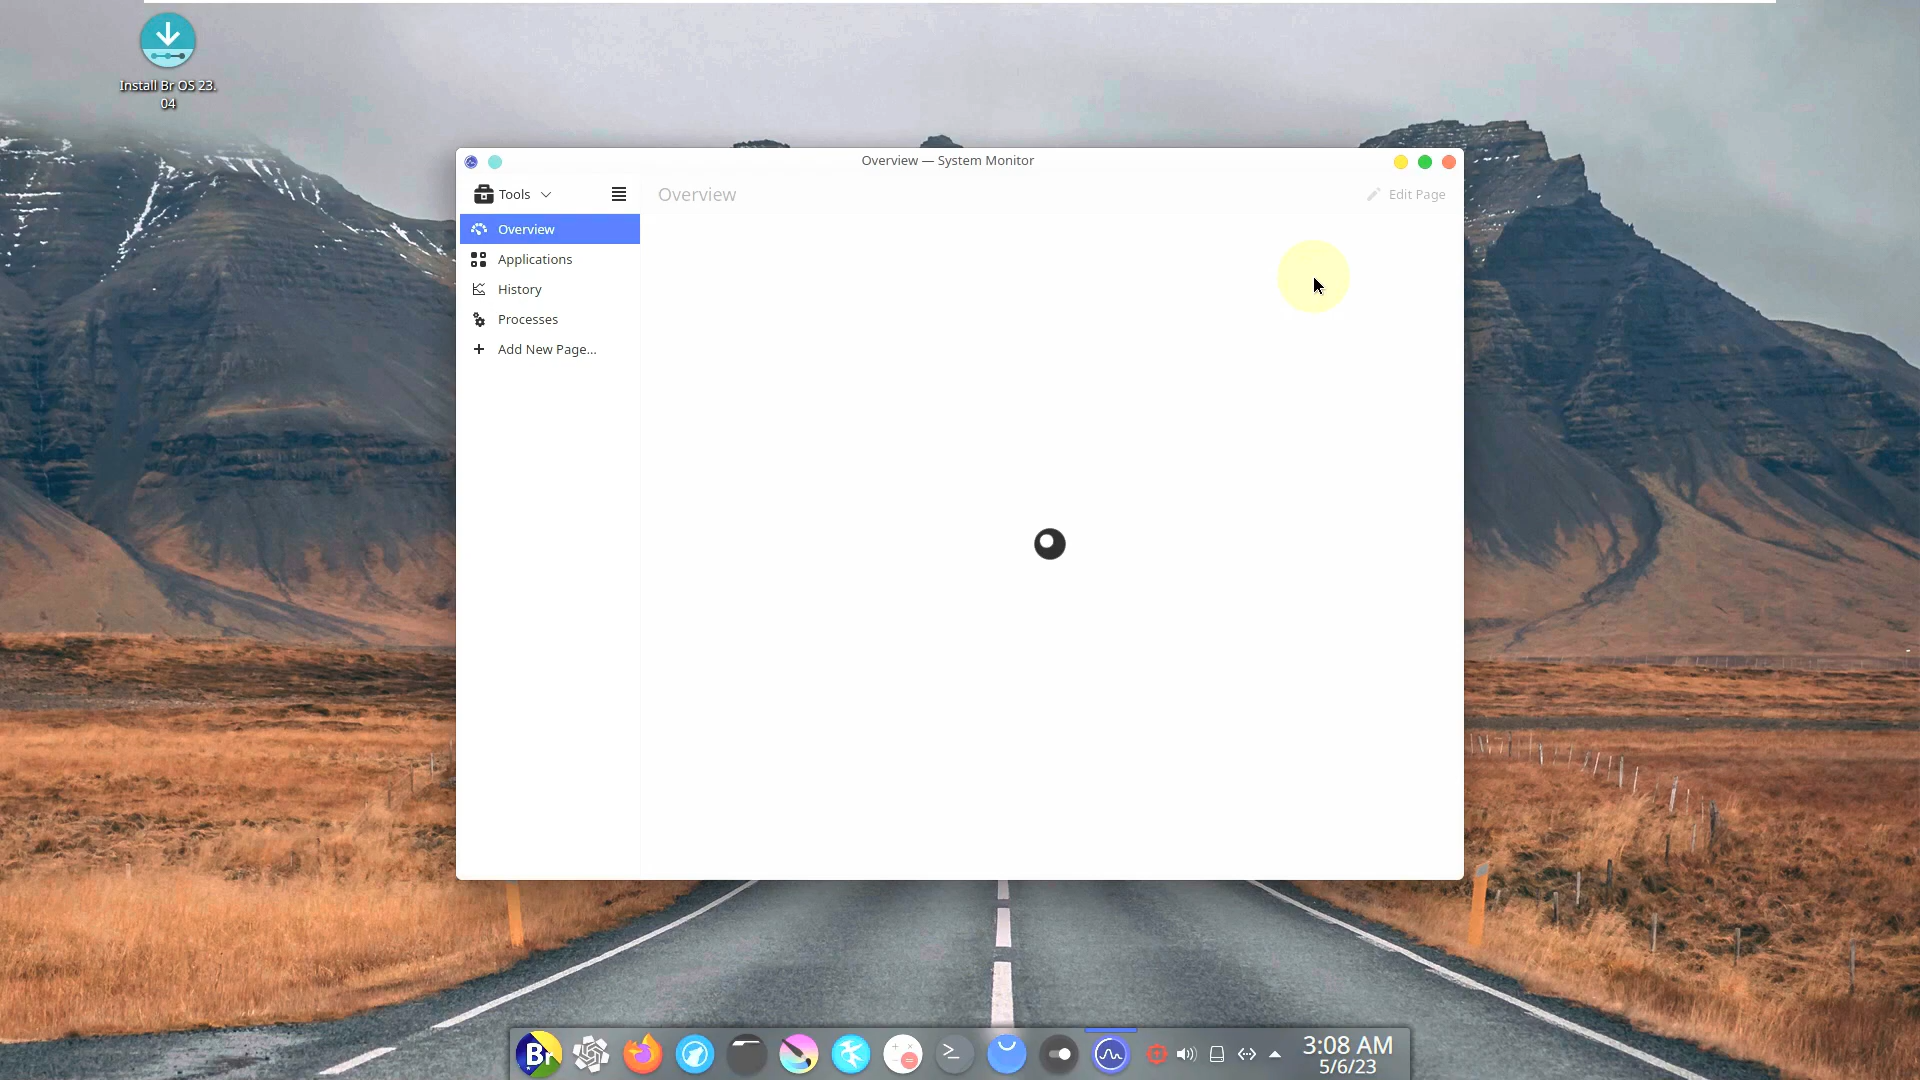 Install Br OS 23.
04
Overview — System Monitor
Tools
Overview
Edit Page
Overview
Applications
History
Processes
Add New Page...
Br
3:08 AM
5/6/23